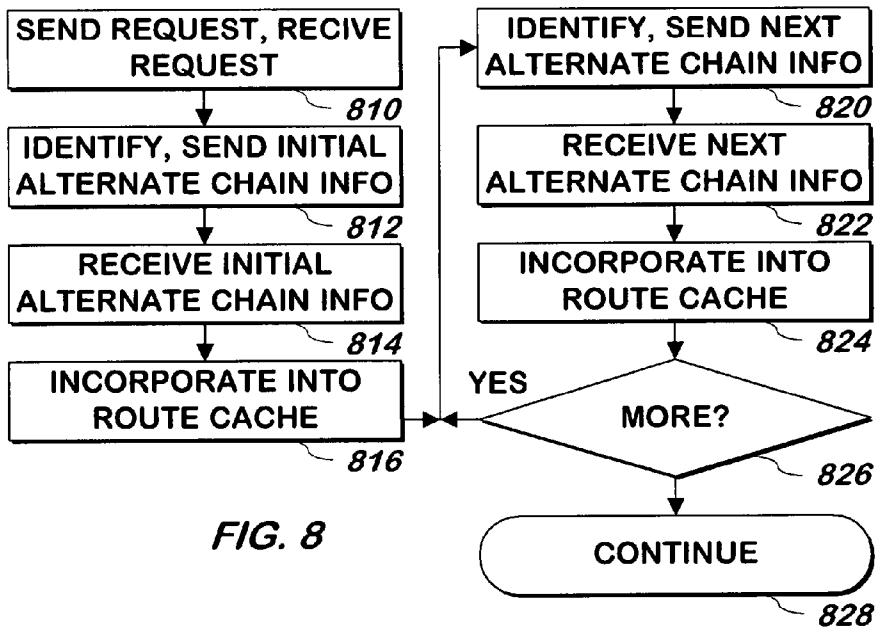 SEND REQUEST, RECIVE
REQUEST
810
IDENTIFY, SEND INITIAL
ALTERNATE CHAIN INFO
812
RECEIVE INITIAL
ALTERNATE CHAIN INFO
814
INCORPORATE INTO
ROUTE CACHE
816
IDENTIFY, SEND NEXT
ALTERNATE CHAIN INFO
820
RECEIVE NEXT
ALTERNATE CHAIN INFO
822
INCORPORATE INTO
ROUTE CACHE
824
YES
MORE?
826
CONTINUE
828
FIG. 8